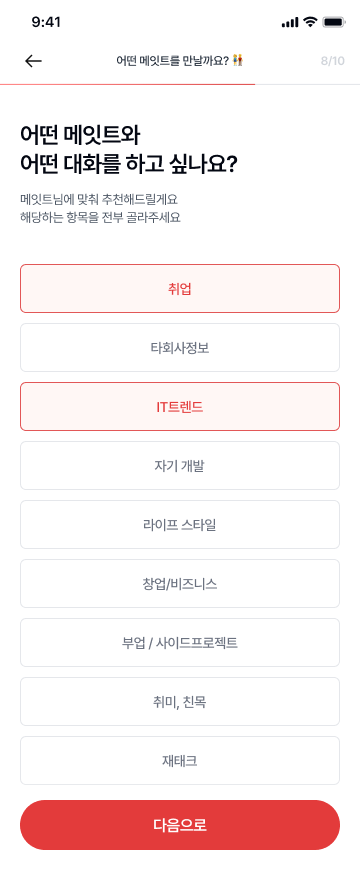 9:41
어떤 메잇트를 만날까요? 👫
8/10
어떤 메잇트와
어떤 대화를 하고 싶나요?
메잇트님에 맞춰 추천해드릴게요
해당하는 항목을 전부 골라주세요
취업
타회사정보
IT트렌드
자기 개발
라이프 스타일
창업/비즈니스
부업 / 사이드프로젝트
취미, 친목
재태크
다음으로